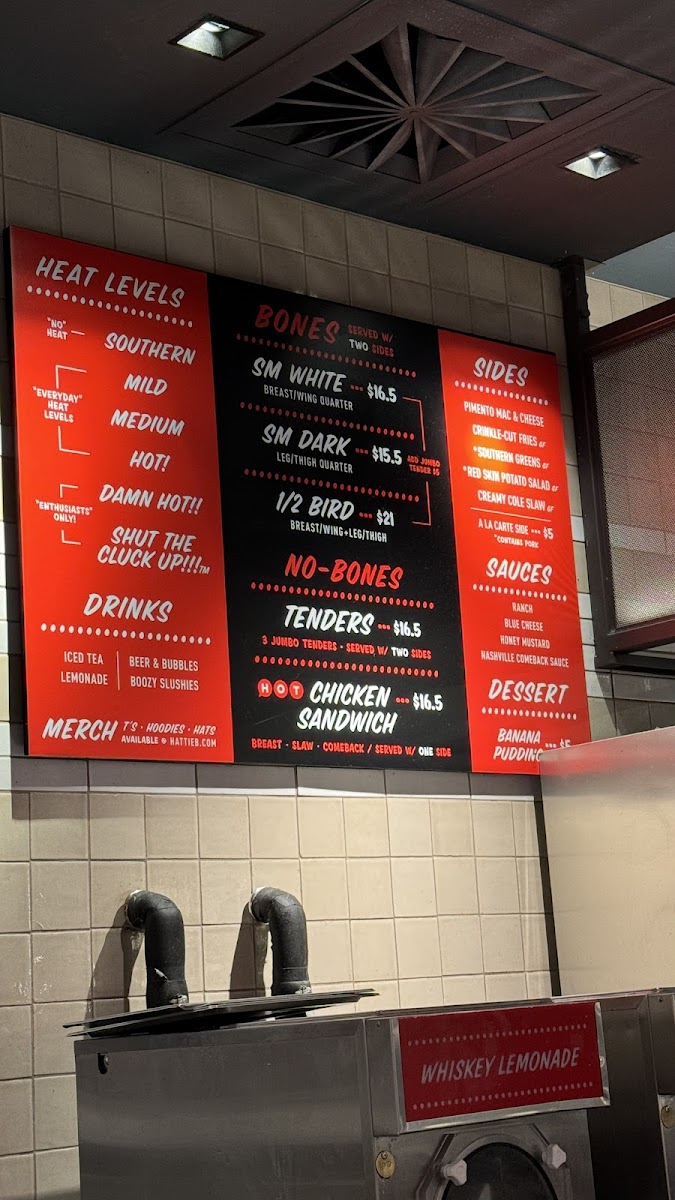 HEAT LEVELS
"NO" HEAT
SOUTHERN
"EVERYDAY" HEAT LEVELS
MILD
MEDIUM
HOT!
"ENTHUSIASTS" ONLY!
DAMN HOT!!
SHUT THE
CLUCK UP!!!TM
DRINKS
ICED TEA
LEMONADE
BEER & BUBBLES
BOOZY SLUSHIES
MERCH T'S · HOODIES · HATS
AVAILABLE @ HATTIEB.COM
BONES SERVED W/
TWO SIDES
SM WHITE --- $16.5
BREAST/WING QUARTER
SM DARK --- $15.5
LEG/THIGH QUARTER
ADD JUMBO
TENDER $5
1/2 BIRD --- $21
BREAST/WING+LEG/THIGH
NO-BONES
TENDERS --- $16.5
3 JUMBO TENDERS · SERVED W/ TWO SIDES
HOT CHICKEN --- $16.5
SANDWICH
BREAST · SLAW · COMEBACK / SERVED W/ ONE SIDE
SIDES
PIMENTO MAC & CHEESE
CRINKLE-CUT FRIES GF
*SOUTHERN GREENS GF
*RED SKIN POTATO SALAD GF
CREAMY COLE SLAW GF
A LA CARTE SIDE --- $5
*CONTAINS PORK
SAUCES
RANCH
BLUE CHEESE
HONEY MUSTARD
NASHVILLE COMEBACK SAUCE
DESSERT
BANANA
PUDDING --- $5
WHISKEY LEMONADE